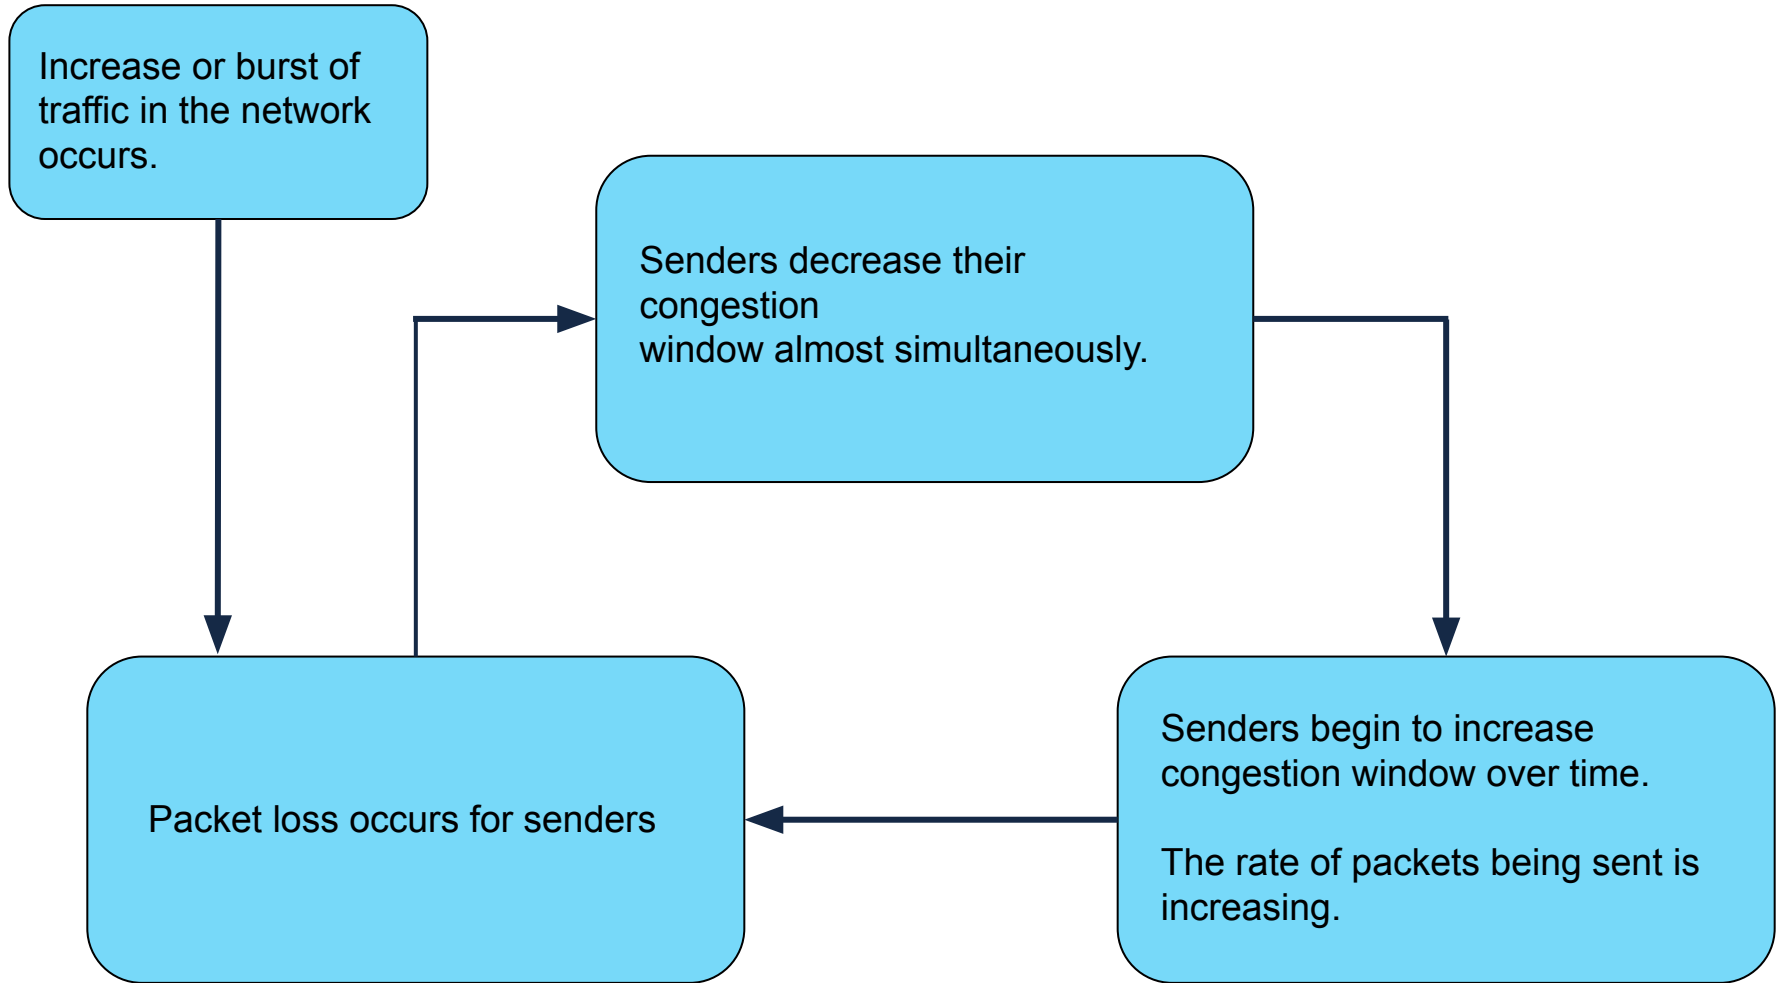 Increase or burst of
traffic in the network
occurs.
Senders decrease their
congestion
window almost simultaneously.
Packet loss occurs for senders
Senders begin to increase
congestion window over time.
The rate of packets being sent is
increasing.